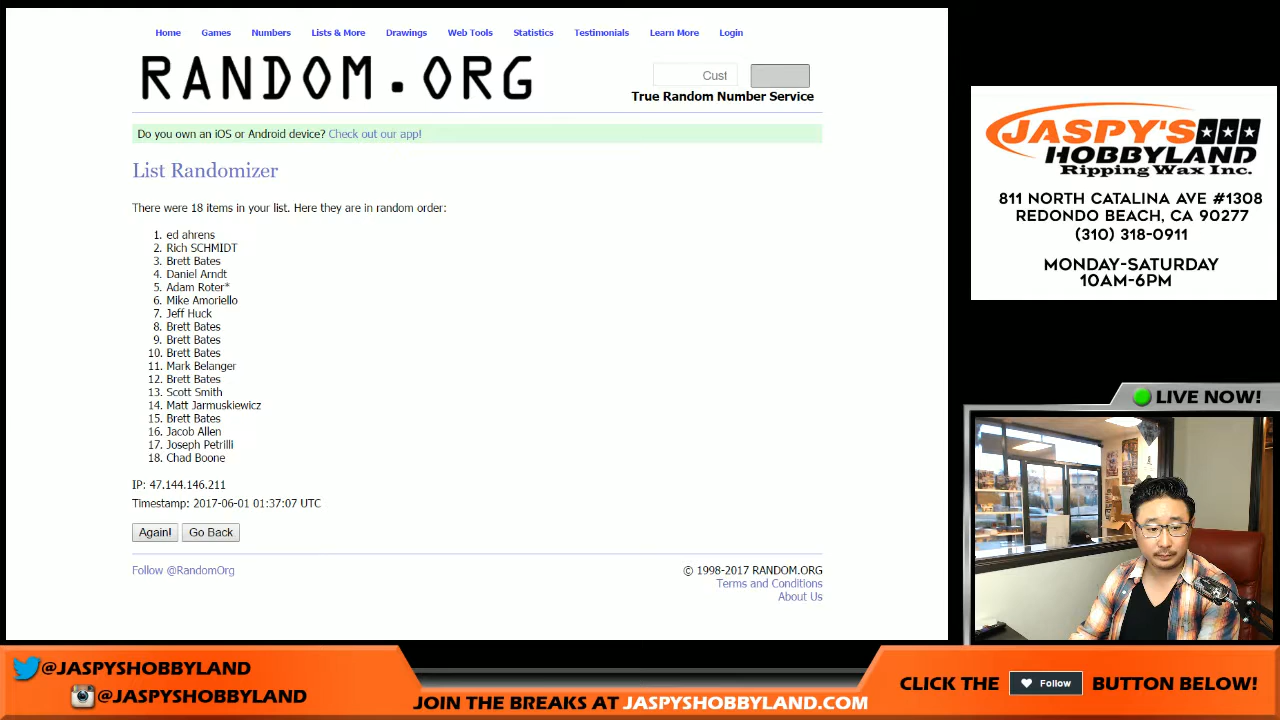 Home Games Numbers Lists & More Drawings Web Tools Statistics Testimonials Learn More Login
RANDOM.ORG
Cust
True Random Number Service
Do you own an iOS or Android device? Check out our app!
List Randomizer
There were 18 items in your list. Here they are in random order:
1. ed ahrens
2. Rich SCHMIDT
3. Brett Bates
4. Daniel Arndt
5. Adam Roter*
6. Mike Amoriello
7. Jeff Huck
8. Brett Bates
9. Brett Bates
10. Brett Bates
11. Mark Belanger
12. Brett Bates
13. Scott Smith
14. Matt Jarmuskiewicz
15. Brett Bates
16. Jacob Allen
17. Joseph Petrilli
18. Chad Boone
IP: 47.144.146.211
Timestamp: 2017-06-01 01:37:07 UTC
Again! Go Back
Follow @RandomOrg
© 1998-2017 RANDOM.ORG
Terms and Conditions
About Us
JASPY'S
HOBBYLAND
Ripping Wax Inc.
811 NORTH CATALINA AVE #1308
REDONDO BEACH, CA 90277
(310) 318-0911
MONDAY-SATURDAY
10AM-6PM
LIVE NOW!
@JASPYSHOBBYLAND
@JASPYSHOBBYLAND
JOIN THE BREAKS AT JASPYSHOBBYLAND.COM
CLICK THE Follow BUTTON BELOW!